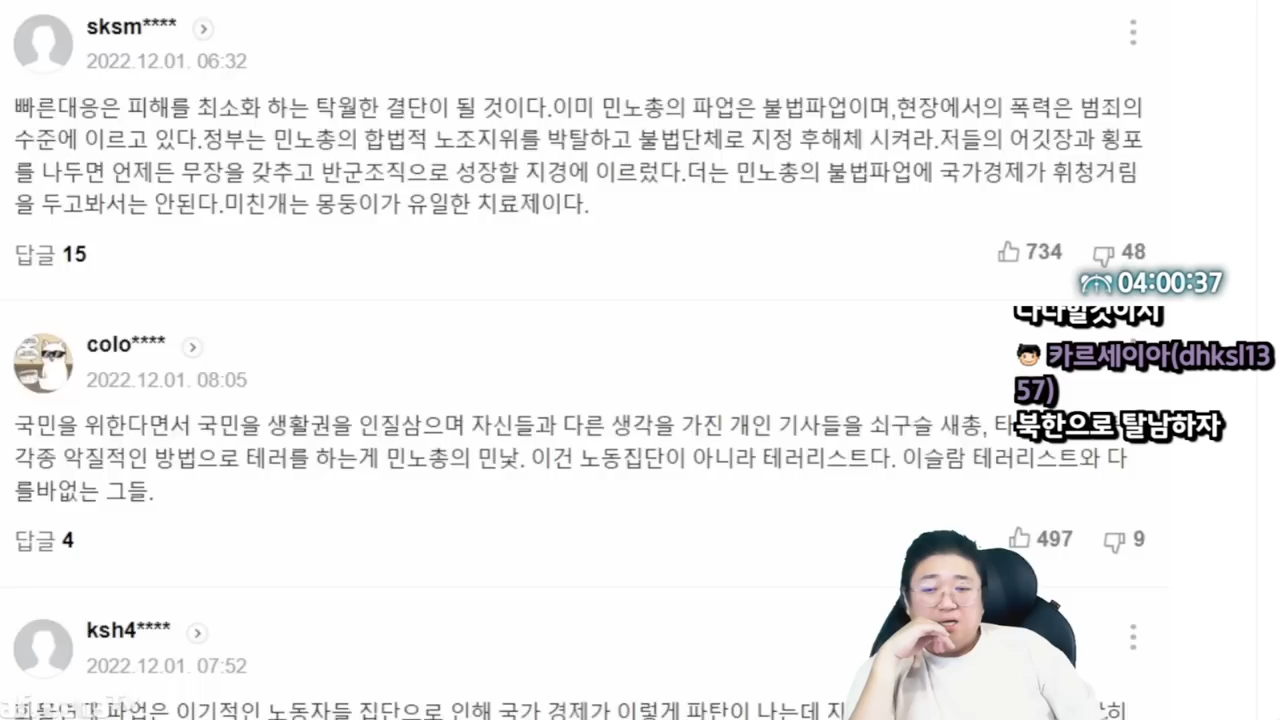 sksm****
2022.12.01. 06:32
빠른대응은 피해를 최소화 하는 탁월한 결단이 될 것이다.이미 민노총의 파업은 불법파업이며,현장에서의 폭력은 범죄의
수준에 이르고 있다.정부는 민노총의 합법적 노조지위를 박탈하고 불법단체로 지정 후해체 시켜라.저들의 어깃장과 횡포
를 나두면 언제든 무장을 갖추고 반군조직으로 성장할 지경에 이르렀다.더는 민노총의 불법파업에 국가경제가 휘청거림
을 두고봐서는 안된다.미친개는 몽둥이가 유일한 치료제이다.
답글 15
734 48
04:00:37
colo****
2022.12.01. 08:05
카르세이아(dhksl13
57)
북한으로 탈남하자
국민을 위한다면서 국민을 생활권을 인질삼으며 자신들과 다른 생각을 가진 개인 기사들을 쇠구슬 새총,
각종 악질적인 방법으로 테러를 하는게 민노총의 민낯. 이건 노동집단이 아니라 테러리스트다. 이슬람 테러리스트와 다
를바없는 그들.
답글 4
497 9
ksh4****
2022.12.01. 07:52
파업은 이기적인 노동자들 집단으로 인해 국가 경제가 이렇게 파탄이 나는데